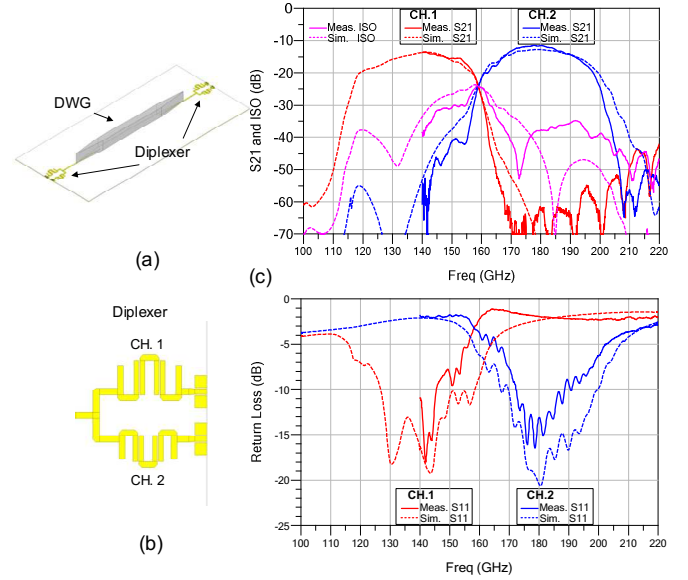 (a)
DWG
Diplexer
(b)
Diplexer
CH. 1
CH. 2
(c)
S21 and ISO (dB)
0
-10
-20
-30
-40
-50
-60
-70
Meas. ISO
Sim. ISO
CH.1
Meas. S21
Sim. S21
CH.2
Meas. S21
Sim. S21
100 110 120 130 140 150 160 170 180 190 200 210 220
Freq (GHz)
Return Loss (dB)
0
-5
-10
-15
-20
-25
CH.1
Meas. S11
Sim. S11
CH.2
Meas. S11
Sim. S11
100 110 120 130 140 150 160 170 180 190 200 210 220
Freq (GHz)